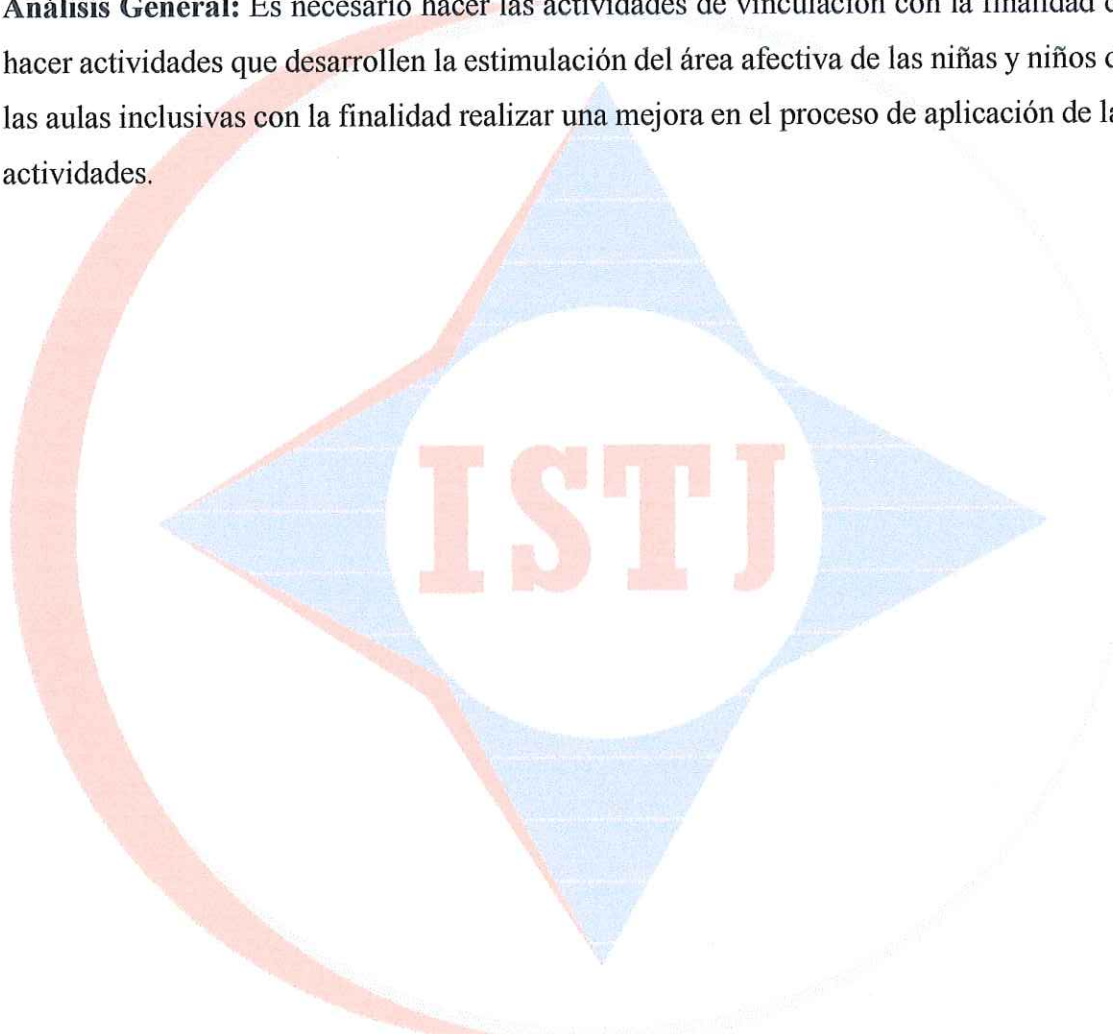 Análisis General: Es necesario hacer las actividades de vinculación con la finalidad
hacer actividades que desarrollen la estimulación del área afectiva de las niñas y niños
las aulas inclusivas con la finalidad realizar una mejora en el proceso de aplicación de
actividades.
ISTJ